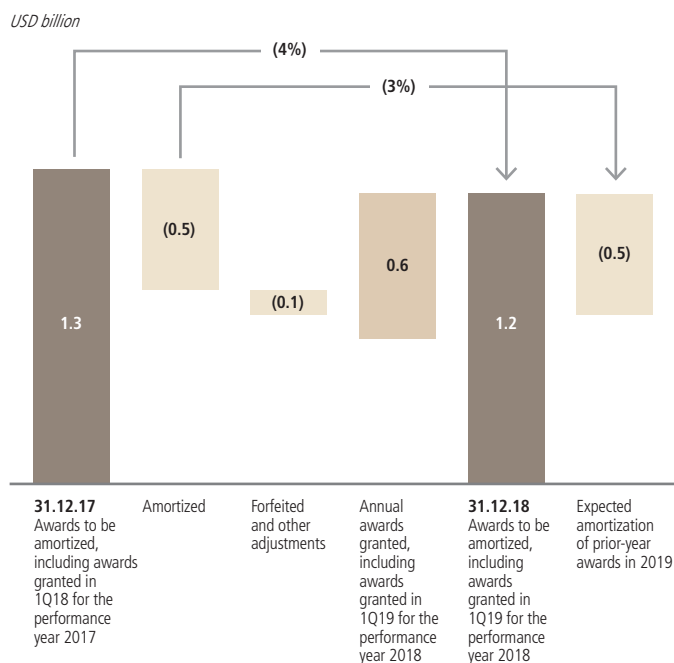 USD billion
(4%)
(3%)
(0.5)
(0.1)
0.6
(0.5)
1.3
1.2
31.12.17
Awards to be
amortized,
including awards
granted in
1Q18 for the
performance
year 2017
Amortized
Forfeited
and other
adjustments
Annual
awards
granted,
including
awards
granted in
1Q19 for the
performance
year 2018
31.12.18
Awards to be
amortized,
including
awards
granted in
1Q19 for the
performance
year 2018
Expected
amortization
of prior-year
awards in 2019